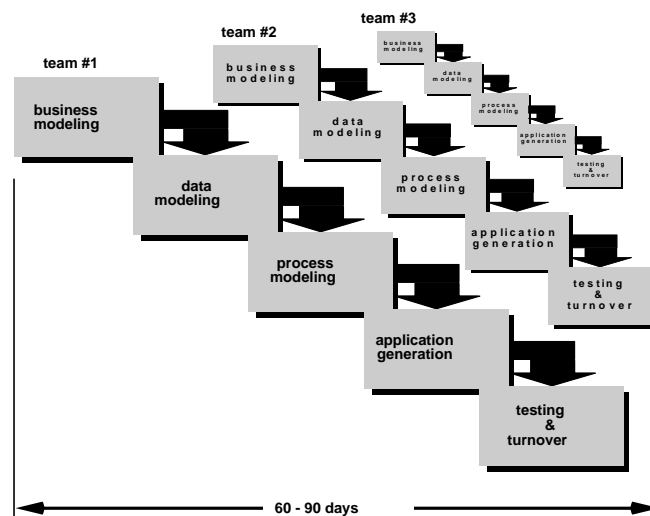 team #1
business
modeling
data
modeling
process
modeling
application
generation
testing
&
turnover
team #2
business
modeling
data
modeling
process
modeling
application
generation
testing
&
turnover
team #3
business
modeling
data
modeling
process
modeling
application
generation
testing
&
turnover
60 - 90 days